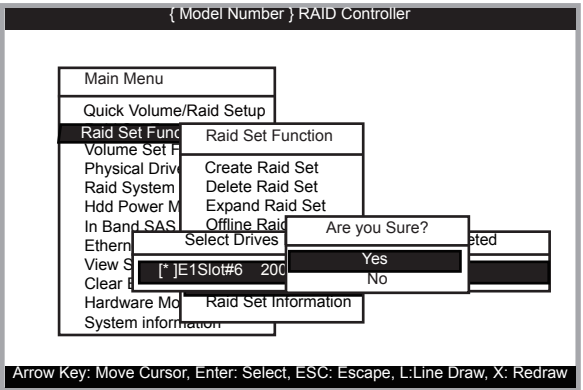 { Model Number } RAID Controller
Main Menu
Quick Volume/Raid Setup
Raid Set Func
Volume Set F
Physical Driv
Raid System
Hdd Power M
In Band SAS
Ethern
View S
Clear
Hardware Mo
System information
Raid Set Function
Create Raid Set
Delete Raid Set
Expand Raid Set
Offline Raid
Raid Set Information
Select Drives
eted
[* ]E1Slot#6 200
Are you Sure?
Yes
No
Arrow Key: Move Cursor, Enter: Select, ESC: Escape, L:Line Draw, X: Redraw